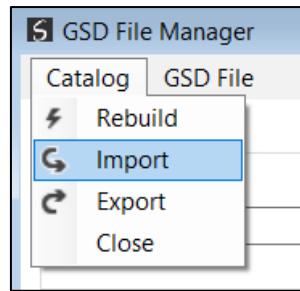 GSD File Manager
Catalog GSD File
Rebuild
Import
Export
Close